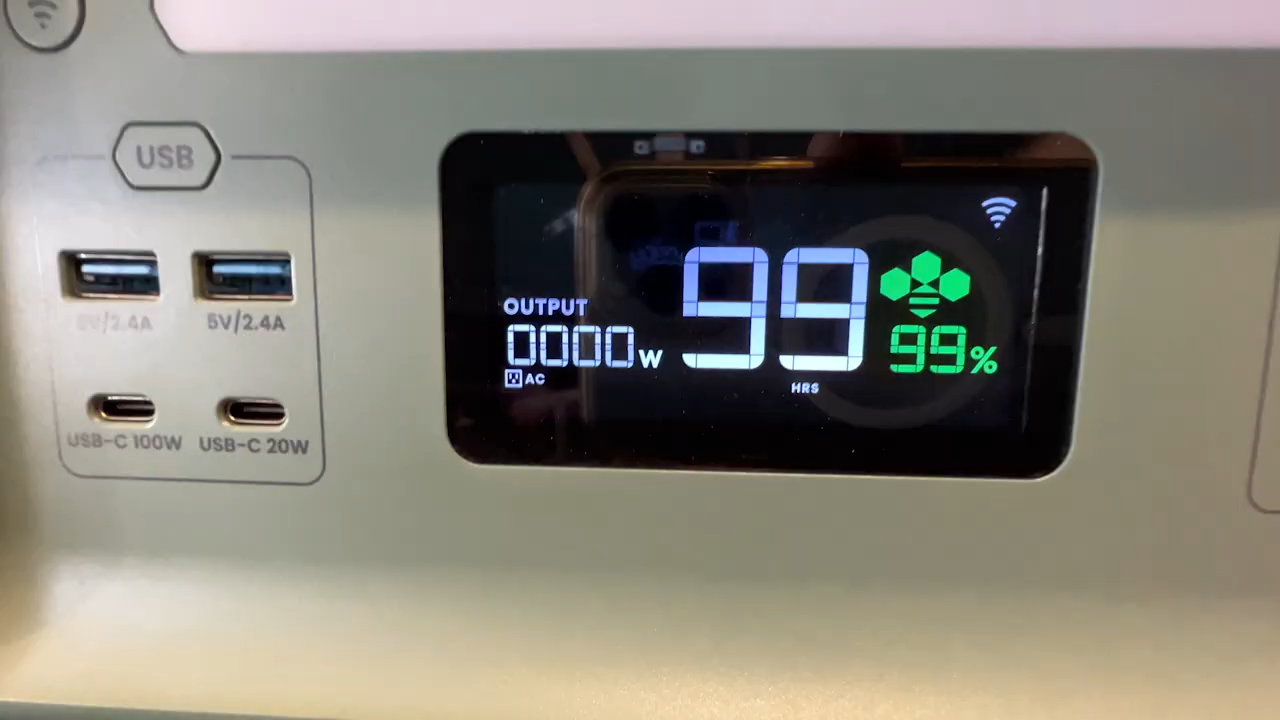 USB
5V/2.4A
5V/2.4A
USB-C 100W
USB-C 20W
OUTPUT
0000W
AC
99
HRS
99%